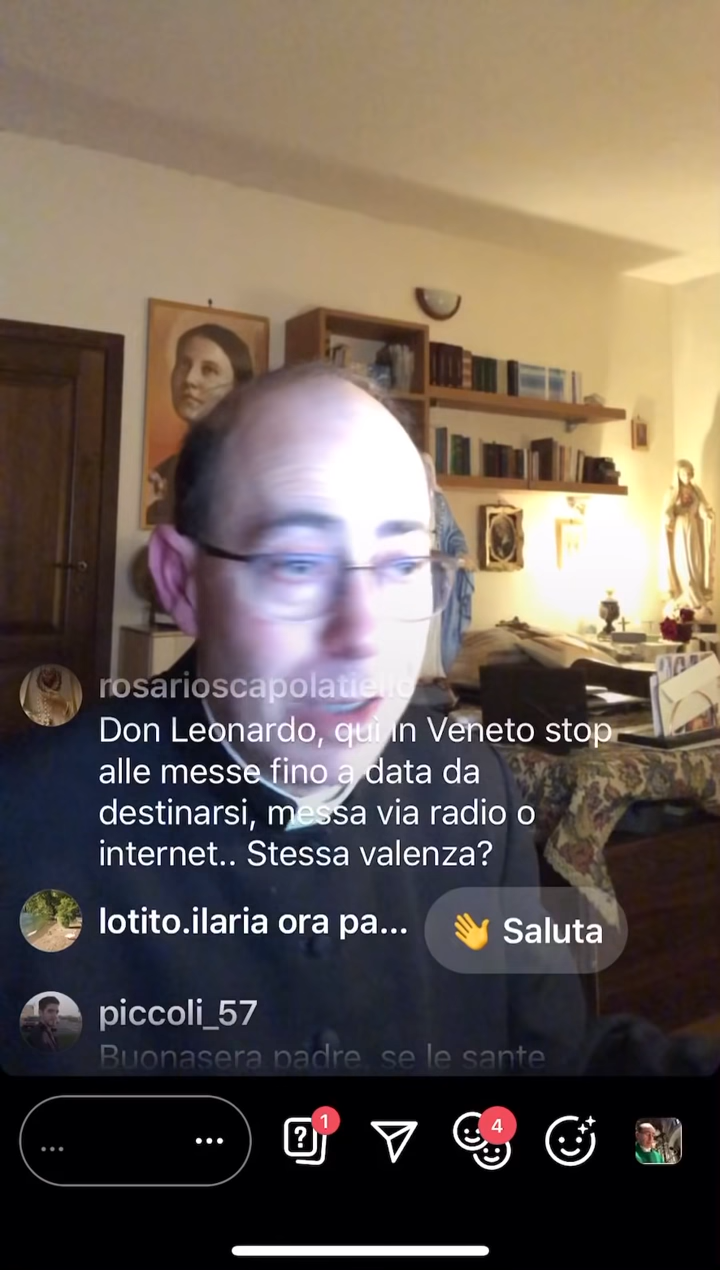 rosarioscapolatiello
Don Leonardo, qui in Veneto stop
alle messe fino a data da
destinarsi, messa via radio o
internet.. Stessa valenza?
lotito.ilaria ora pa...
👋 Saluta
piccoli_57
Buonasera padre, se le sante
...
...
1
4